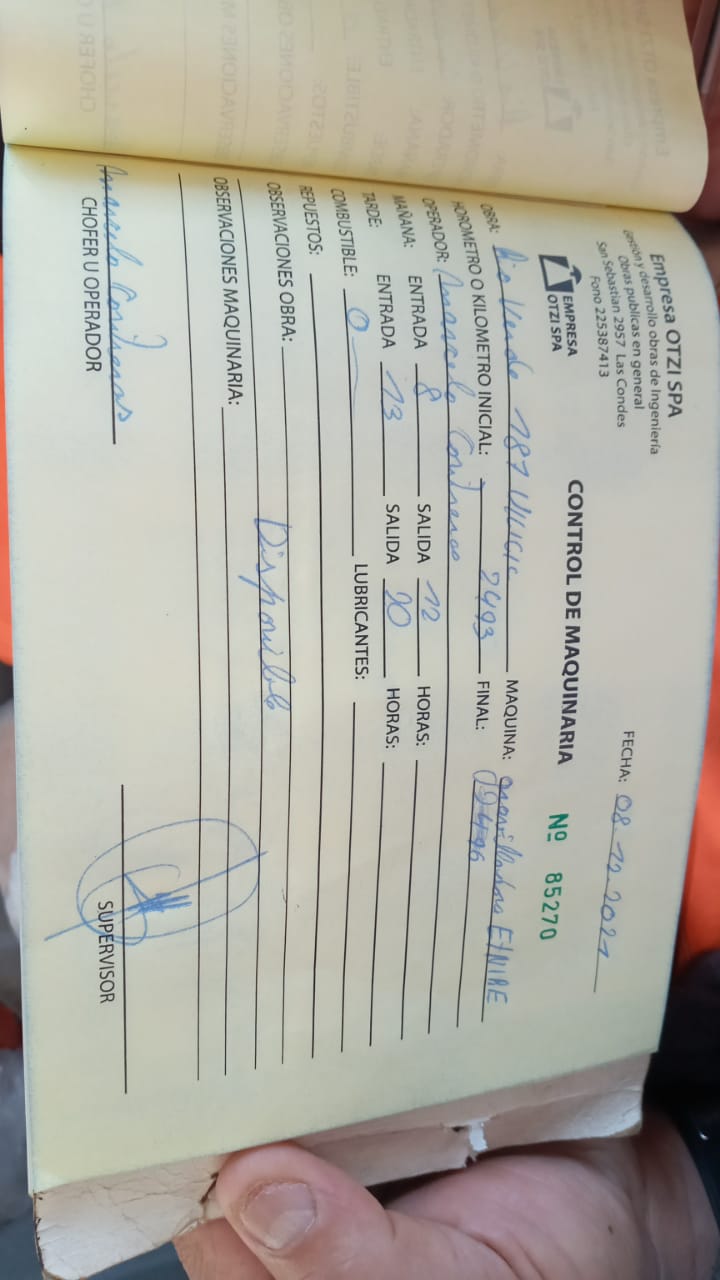 Empresa OTZI SPA
Gestión y desarrollo obras de Ingeniería
Obras publicas en general
San Sebastian 2957 Las Condes
Fono 225387413
EMPRESA
OTZI SPA
FECHA: 08.12.2021
CONTROL DE MAQUINARIA
Nº 85270
OBRA: Rio Verde 187 MAQUINA: gravilladora ETNIRE
HOROMETRO O KILOMETRO INICIAL: 2493 FINAL:
OPERADOR: Marcelo Contreras
MAÑANA: ENTRADA 8 SALIDA 12 HORAS:
TARDE: ENTRADA 13 SALIDA 20 HORAS:
COMBUSTIBLE: 0 LUBRICANTES:
REPUESTOS:
OBSERVACIONES OBRA:
Disponible
OBSERVACIONES MAQUINARIA:
Marcelo Contreras
CHOFER U OPERADOR
SUPERVISOR